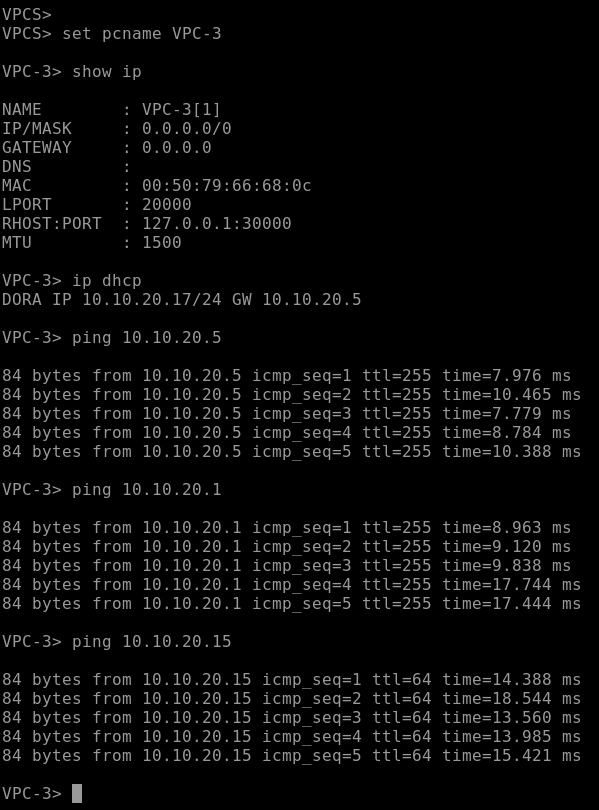 VPCS>
VPCS> set pcname VPC-3
VPC-3> show ip
NAME        : VPC-3[1]
IP/MASK     : 0.0.0.0/0
GATEWAY     : 0.0.0.0
DNS         :
MAC         : 00:50:79:66:68:0c
LPORT       : 20000
RHOST:PORT  : 127.0.0.1:30000
MTU         : 1500
VPC-3> ip dhcp
DORA IP 10.10.20.17/24 GW 10.10.20.5
VPC-3> ping 10.10.20.5
84 bytes from 10.10.20.5 icmp_seq=1 ttl=255 time=7.976 ms
84 bytes from 10.10.20.5 icmp_seq=2 ttl=255 time=10.465 ms
84 bytes from 10.10.20.5 icmp_seq=3 ttl=255 time=7.779 ms
84 bytes from 10.10.20.5 icmp_seq=4 ttl=255 time=8.784 ms
84 bytes from 10.10.20.5 icmp_seq=5 ttl=255 time=10.388 ms
VPC-3> ping 10.10.20.1
84 bytes from 10.10.20.1 icmp_seq=1 ttl=255 time=8.963 ms
84 bytes from 10.10.20.1 icmp_seq=2 ttl=255 time=9.120 ms
84 bytes from 10.10.20.1 icmp_seq=3 ttl=255 time=9.838 ms
84 bytes from 10.10.20.1 icmp_seq=4 ttl=255 time=17.744 ms
84 bytes from 10.10.20.1 icmp_seq=5 ttl=255 time=17.444 ms
VPC-3> ping 10.10.20.15
84 bytes from 10.10.20.15 icmp_seq=1 ttl=64 time=14.388 ms
84 bytes from 10.10.20.15 icmp_seq=2 ttl=64 time=18.544 ms
84 bytes from 10.10.20.15 icmp_seq=3 ttl=64 time=13.560 ms
84 bytes from 10.10.20.15 icmp_seq=4 ttl=64 time=13.985 ms
84 bytes from 10.10.20.15 icmp_seq=5 ttl=64 time=15.421 ms
VPC-3>